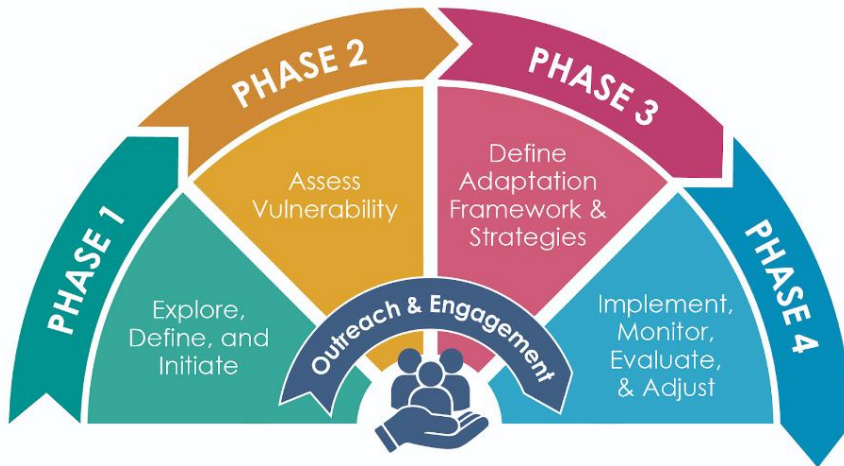 PHASE 1
Explore,
Define, and
Initiate
PHASE 2
Assess
Vulnerability
PHASE 3
Define
Adaptation
Framework &
Strategies
PHASE 4
Implement,
Monitor,
Evaluate,
& Adjust
Outreach & Engagement